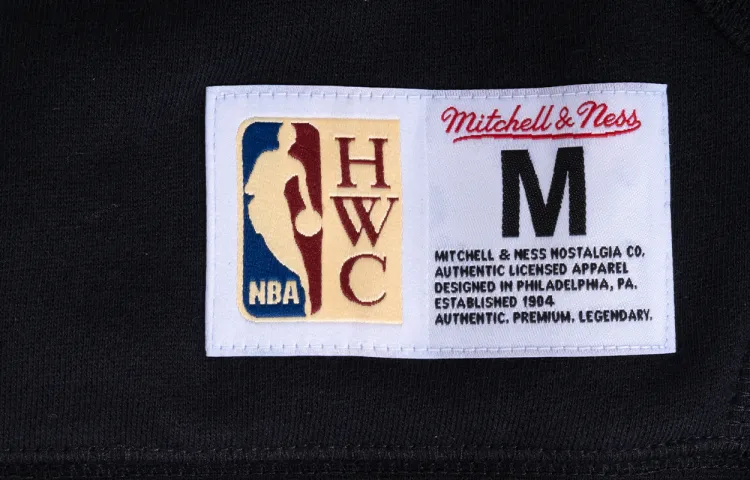 NBA
H
W
C
Mitchell & Ness
M
MITCHELL & NESS NOSTALGIA CO.
AUTHENTIC LICENSED APPAREL
DESIGNED IN PHILADELPHIA, PA.
ESTABLISHED 1904
AUTHENTIC. PREMIUM. LEGENDARY.